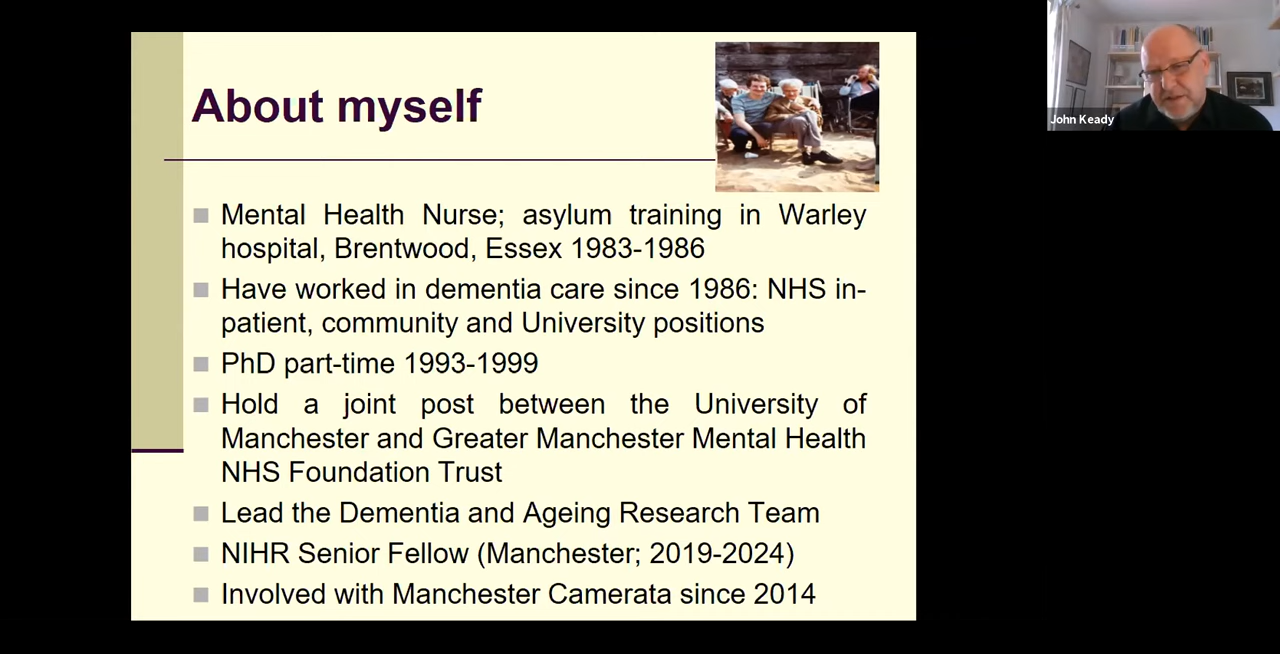 About myself
Mental Health Nurse; asylum training in Warley
hospital, Brentwood, Essex 1983-1986
Have worked in dementia care since 1986: NHS in-
patient, community and University positions
PhD part-time 1993-1999
Hold a joint post between the University of
Manchester and Greater Manchester Mental Health
NHS Foundation Trust
Lead the Dementia and Ageing Research Team
NIHR Senior Fellow (Manchester; 2019-2024)
Involved with Manchester Camerata since 2014
John Keady